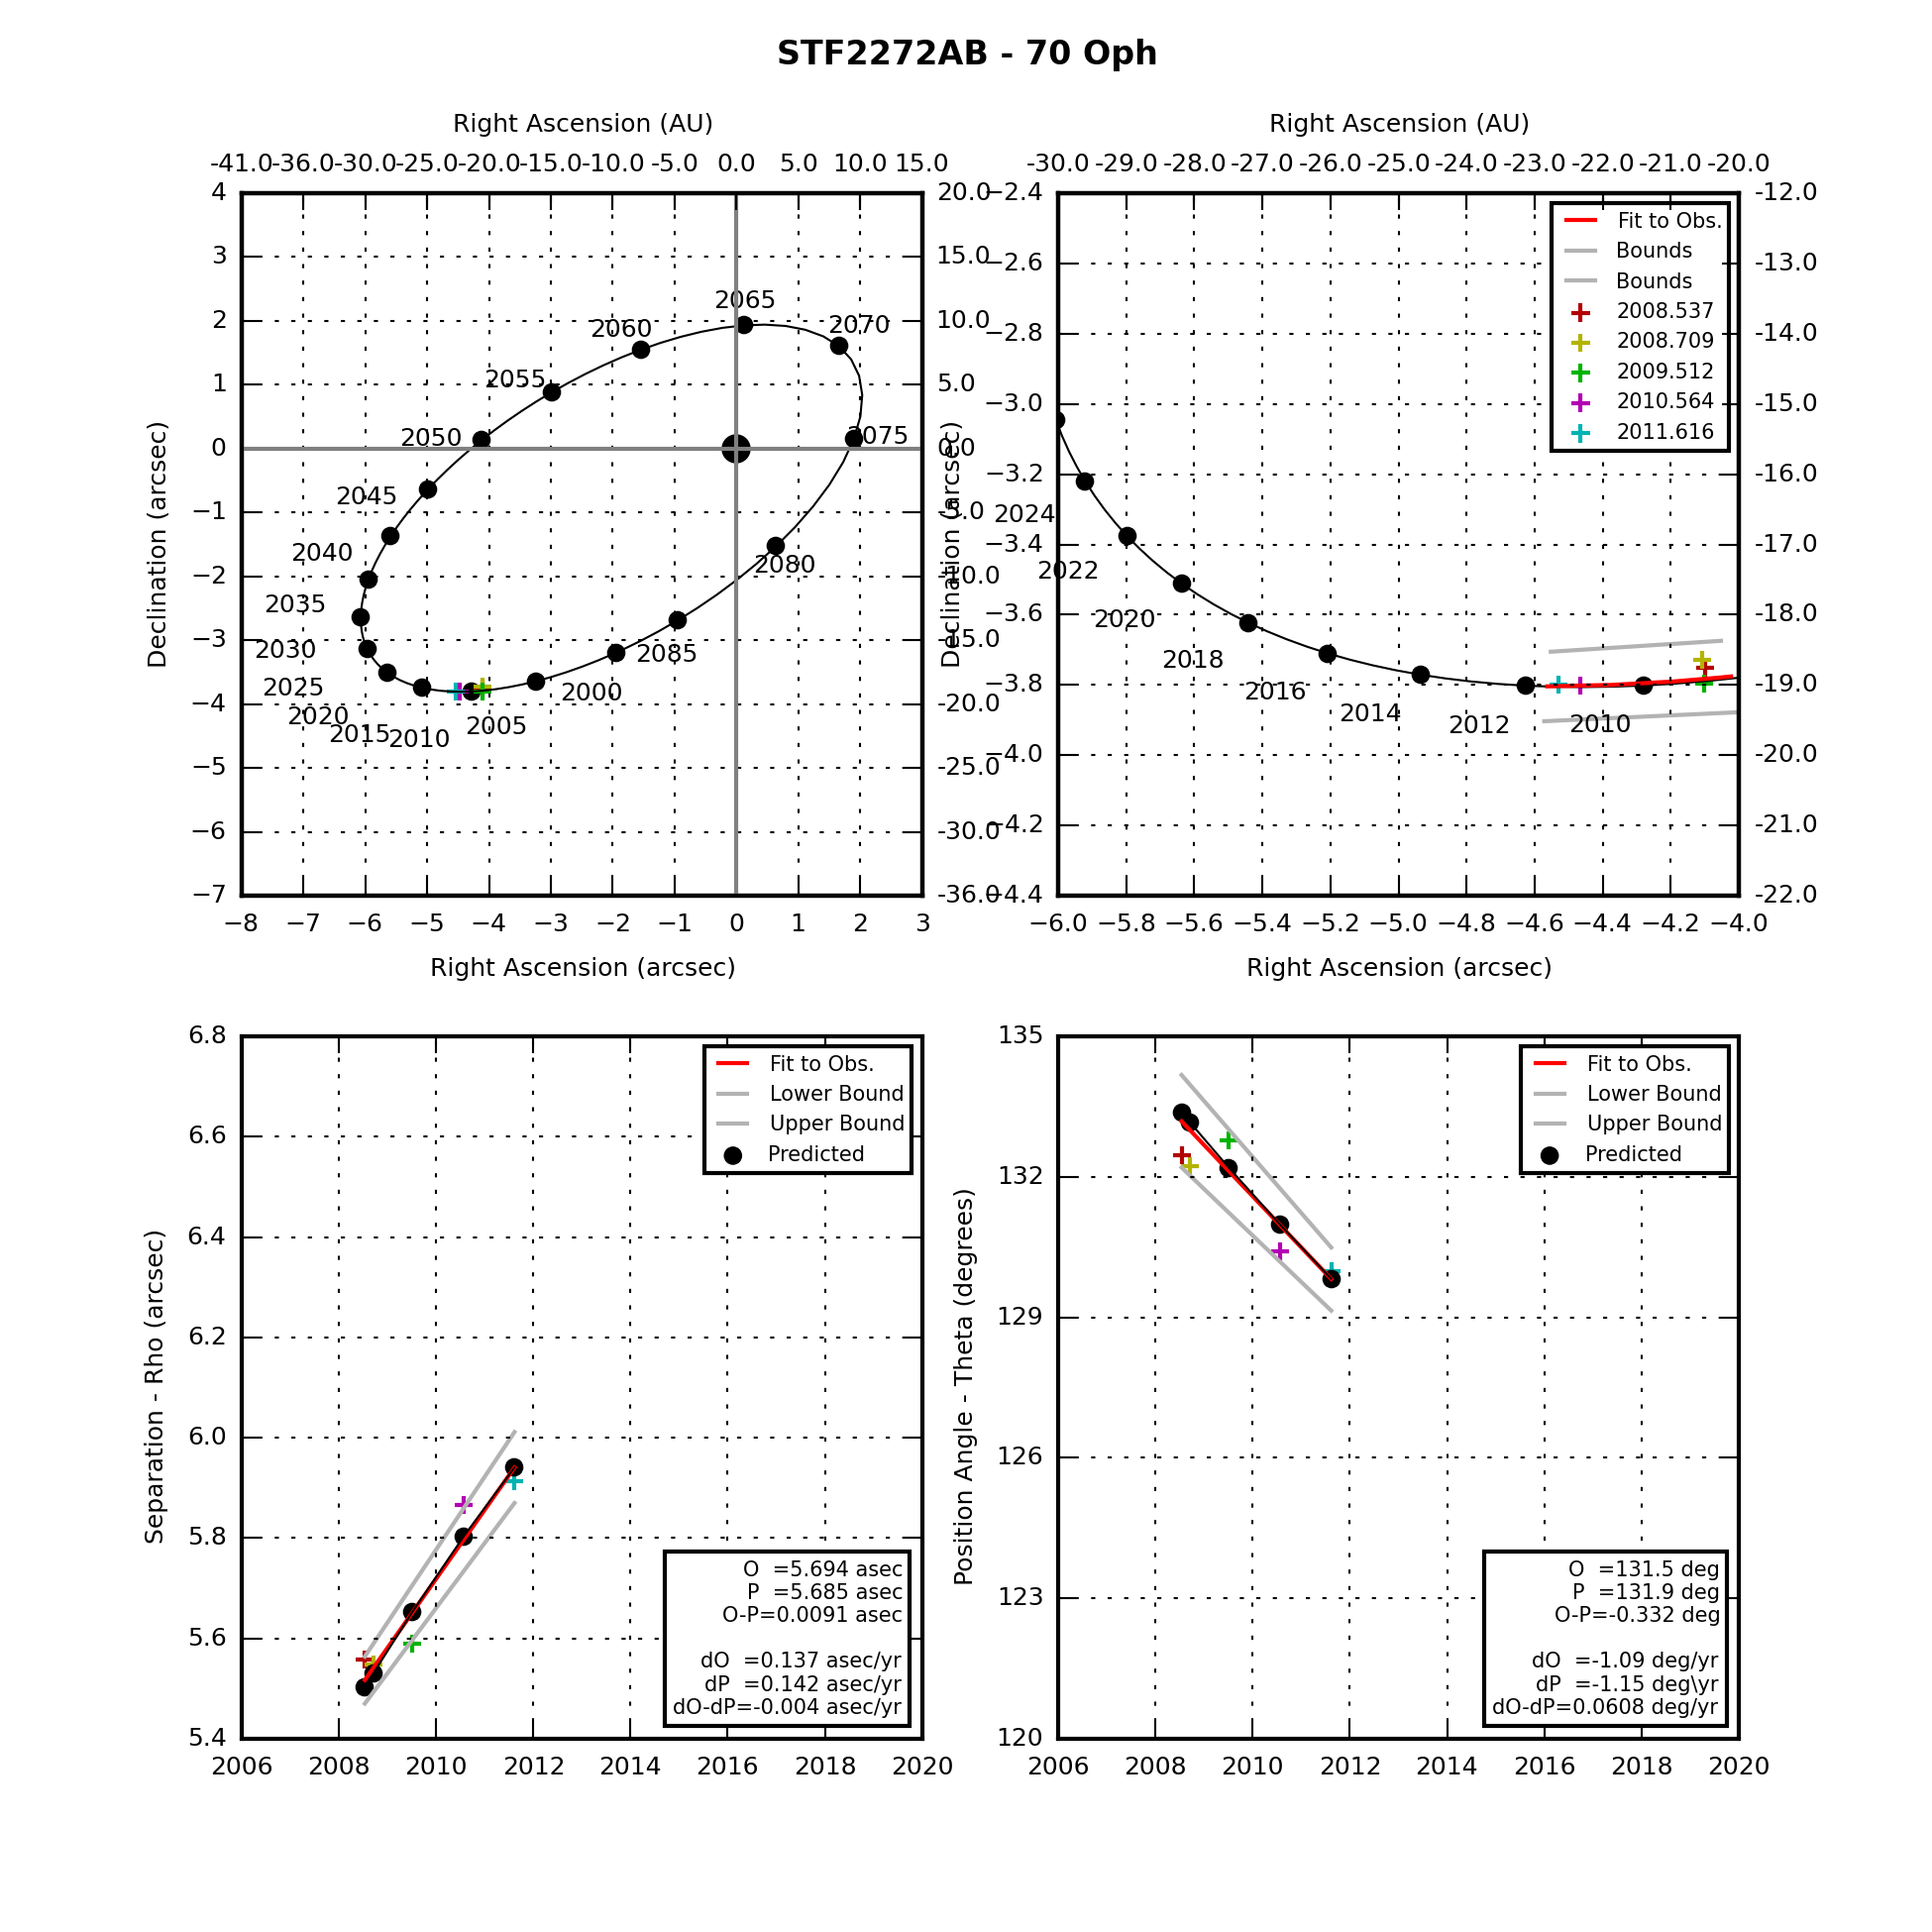 STF2272AB - 70 Oph
Right Ascension (AU)
-41.0 -36.0 -30.0 -25.0 -20.0 -15.0 -10.0 -5.0 0.0 5.0 10.0 15.0
4
3
2
1
0
−1
−2
−3
−4
−5
−6
−7
Declination (arcsec)
20.0
15.0
10.0
5.0
0.0
-5.0
-10.0
-15.0
-20.0
-25.0
-30.0
-36.0
2065
2060
2070
2055
2050
2075
2045
2040
2080
2035
2030
2085
2025
2000
2020
2015
2010
2005
−8 −7 −6 −5 −4 −3 −2 −1 0 1 2 3
Right Ascension (arcsec)
Right Ascension (AU)
-30.0 -29.0 -28.0 -27.0 -26.0 -25.0 -24.0 -23.0 -22.0 -21.0 -20.0
−2.4
−2.6
−2.8
−3.0
−3.2
−3.4
−3.6
−3.8
−4.0
−4.2
−4.4
Declination (arcsec)
-12.0
-13.0
-14.0
-15.0
-16.0
-17.0
-18.0
-19.0
-20.0
-21.0
-22.0
Fit to Obs.
Bounds
Bounds
2008.537
2008.709
2009.512
2010.564
2011.616
2024
2022
2020
2018
2016
2014
2012
2010
−6.0 −5.8 −5.6 −5.4 −5.2 −5.0 −4.8 −4.6 −4.4 −4.2 −4.0
Right Ascension (arcsec)
6.8
6.6
6.4
6.2
6.0
5.8
5.6
5.4
Separation - Rho (arcsec)
Fit to Obs.
Lower Bound
Upper Bound
Predicted
O =5.694 asec
P =5.685 asec
O-P=0.0091 asec
dO =0.137 asec/yr
dP =0.142 asec/yr
dO-dP=-0.004 asec/yr
2006 2008 2010 2012 2014 2016 2018 2020
135
132
129
126
123
120
Position Angle - Theta (degrees)
Fit to Obs.
Lower Bound
Upper Bound
Predicted
O =131.5 deg
P =131.9 deg
O-P=-0.332 deg
dO =-1.09 deg/yr
dP =-1.15 deg\yr
dO-dP=0.0608 deg/yr
2006 2008 2010 2012 2014 2016 2018 2020